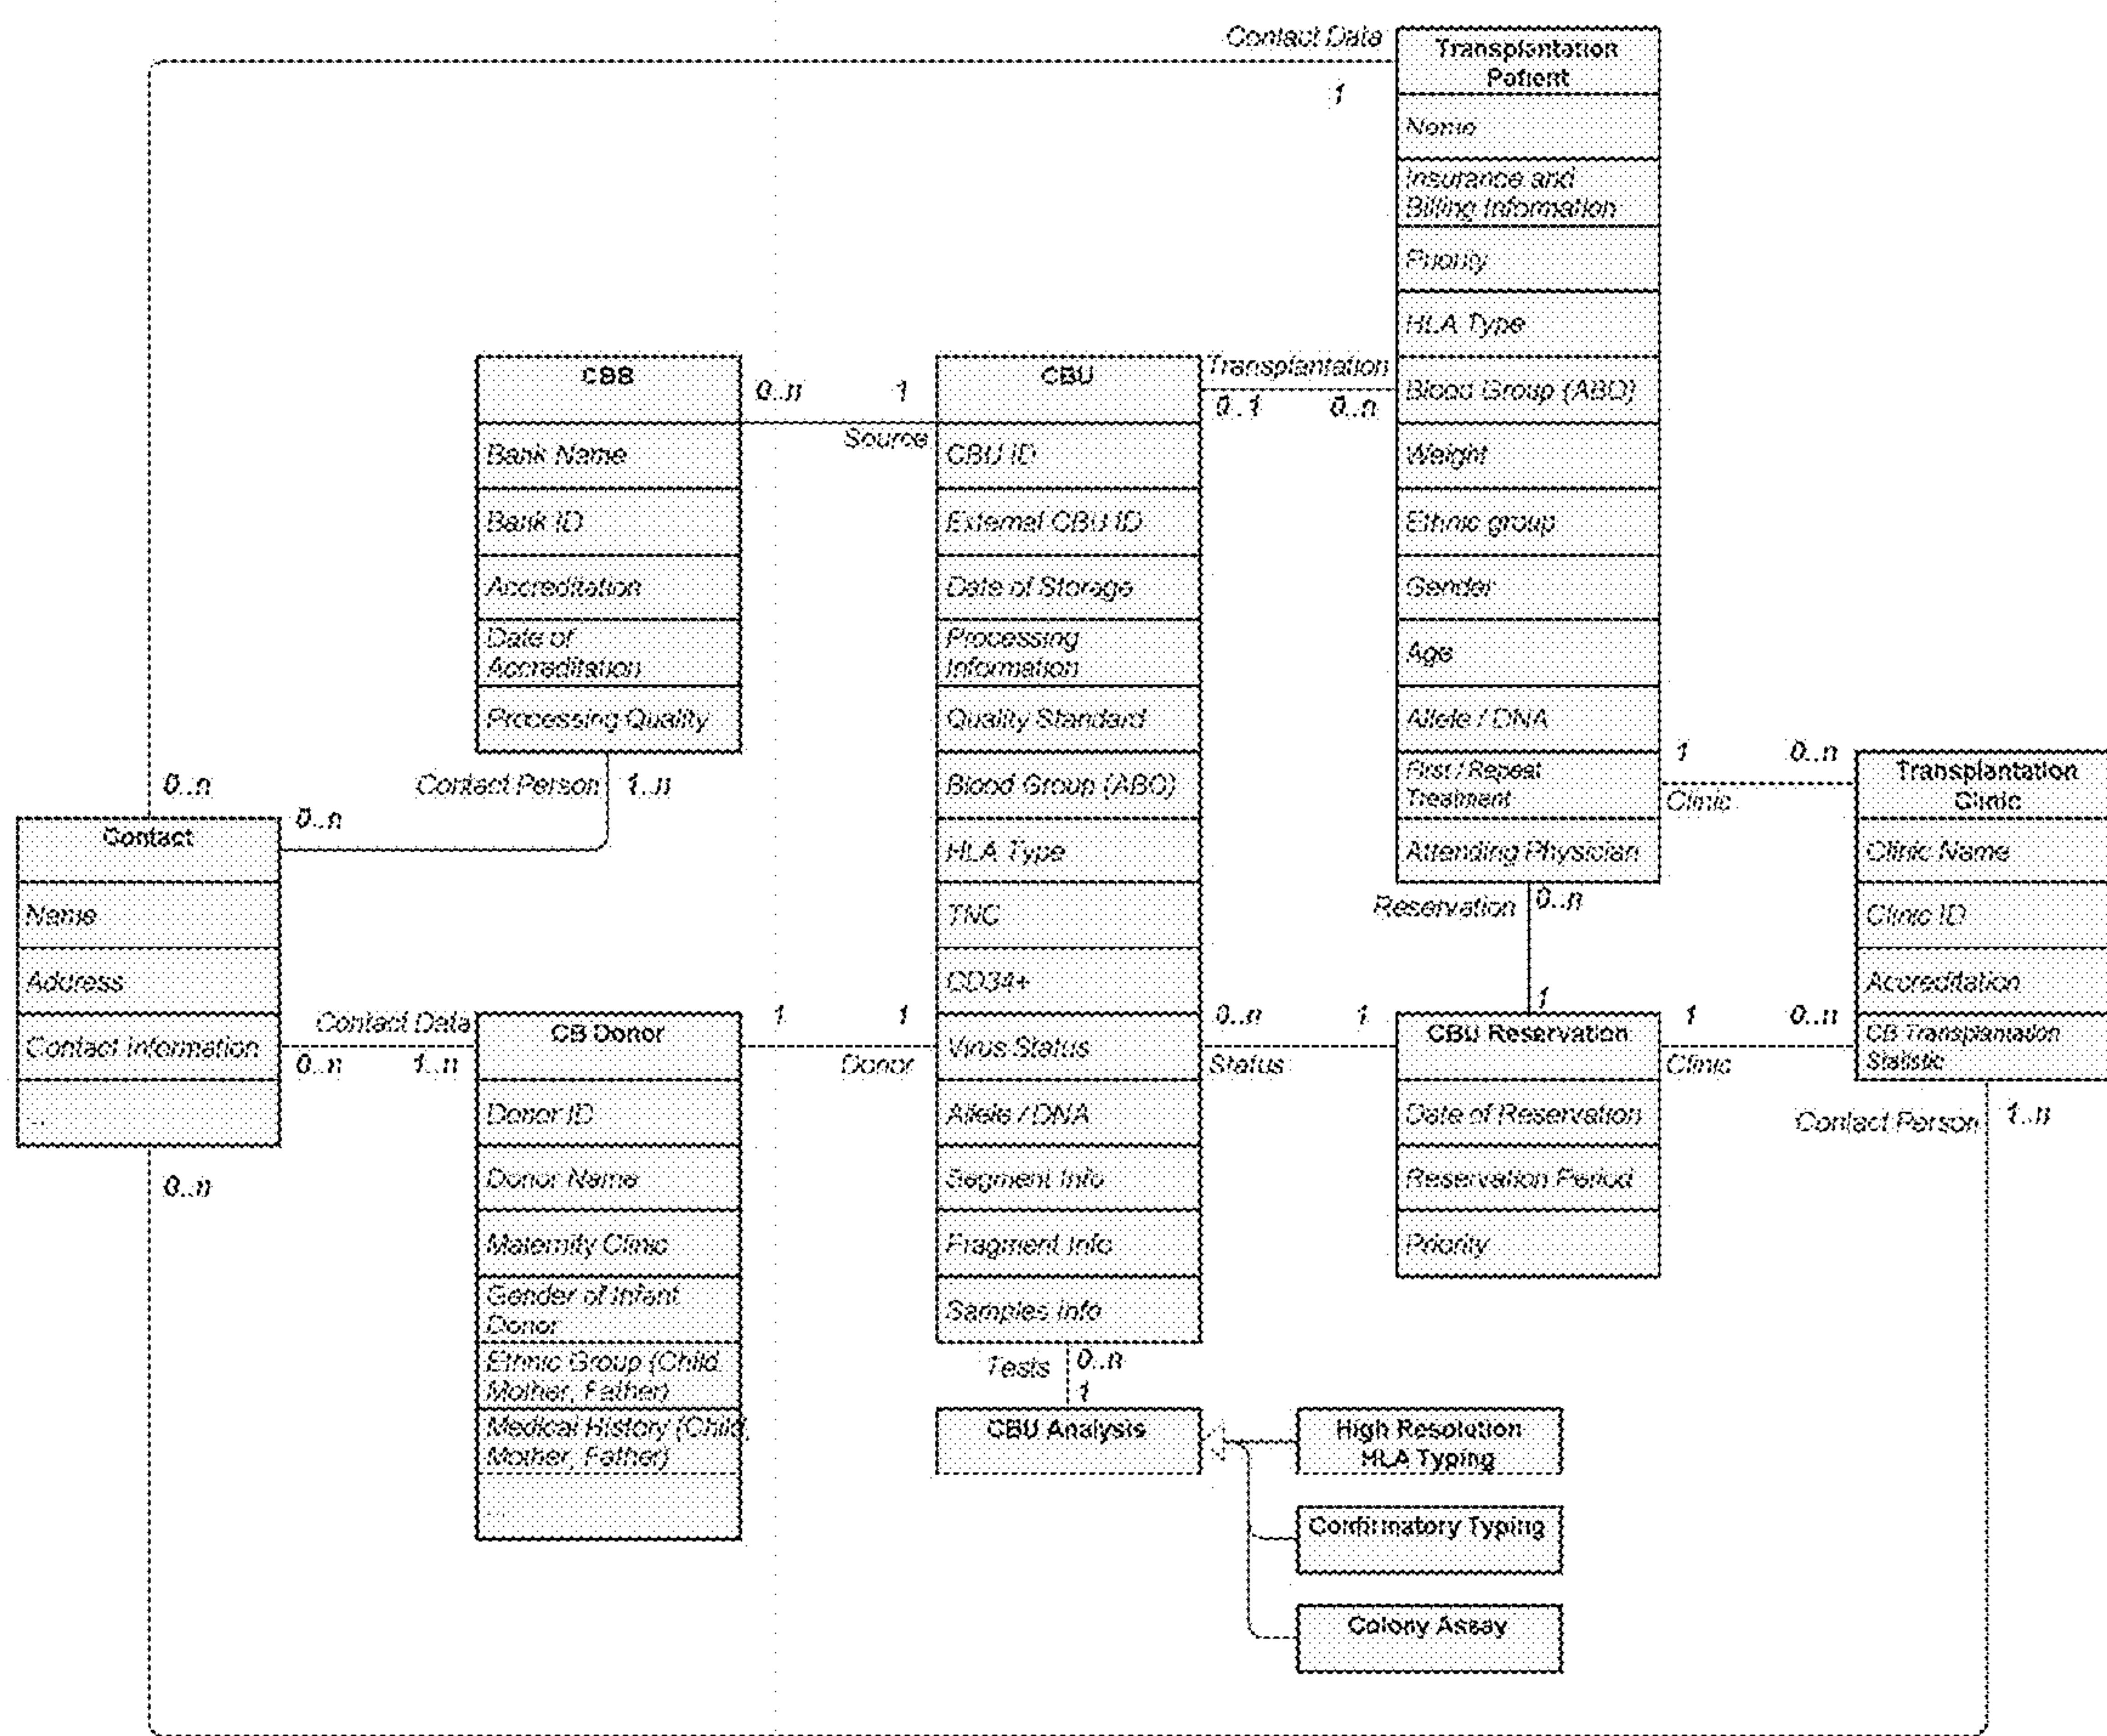 Contact Data
1
Transplantation
Patient
Name
Insurance and
Billing Information
Priority
HLA Type
Blood Group (ABO)
Weight
Ethnic group
Gender
Age
Allele / DNA
First / Repeat
Treatment
Attending Physician
CBB
Bank Name
Bank ID
Accreditation
Date of
Accreditation
Processing Quality
0..n
1
Source
CBU
CBU ID
External CBU ID
Date of Storage
Processing
Information
Quality Standard
Blood Group (ABO)
HLA Type
TNC
CD34+
Virus Status
Allele / DNA
Segment Info
Fragment Info
Samples Info
Transplantation
0..1
0..n
0..n
Contact Person
1..n
0..n
Contact
Name
Address
Contact Information
...
0..n
Contact Data
0..n
1..n
CB Donor
Donor ID
Donor Name
Maternity Clinic
Gender of Infant
Donor
Ethnic Group (Child,
Mother, Father)
Medical History (Child,
Mother, Father)
...
1
1
Donor
0..n
1
Status
Reservation
0..n
1
CBU Reservation
Date of Reservation
Reservation Period
Priority
1
0..n
Clinic
1
0..n
Clinic
Transplantation
Clinic
Clinic Name
Clinic ID
Accreditation
CB Transplantation
Statistic
Contact Person
1..n
Tests
0..n
1
CBU Analysis
High Resolution
HLA Typing
Confirmatory Typing
Colony Assay